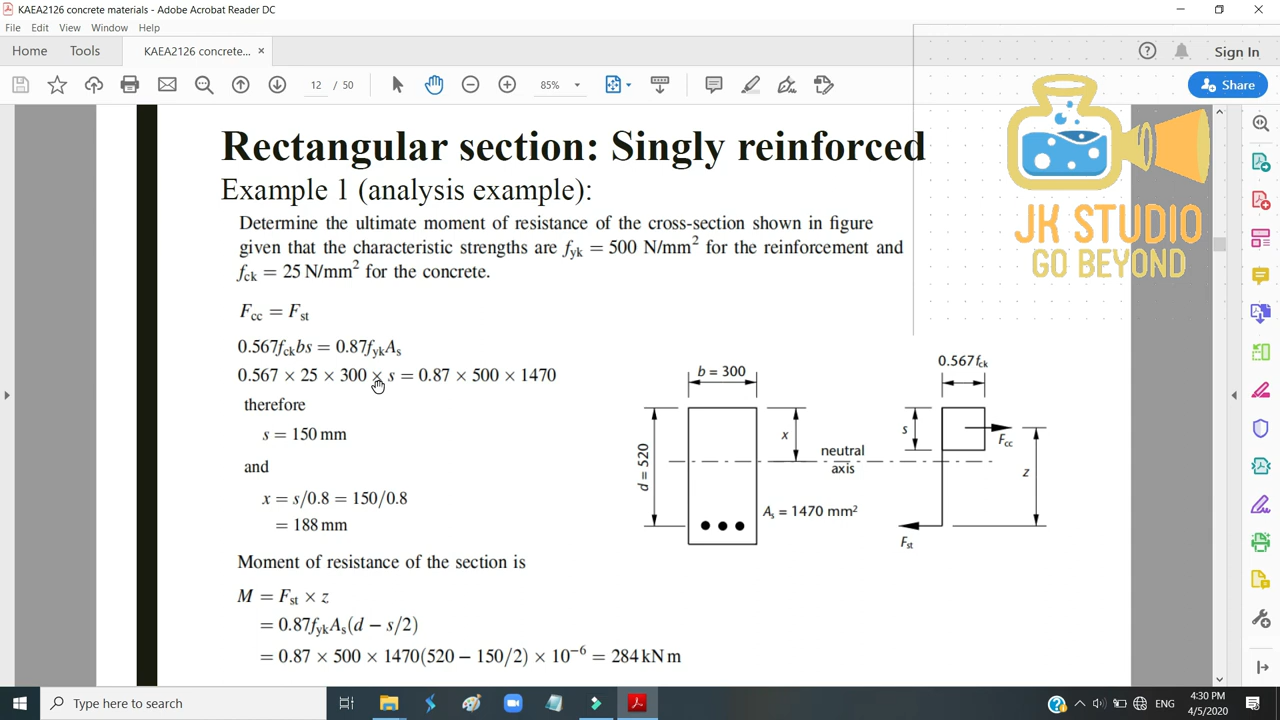 KAEA2126 concrete materials - Adobe Acrobat Reader DC
File Edit View Window Help
Home Tools KAEA2126 concrete... × Sign In
12 / 50 85% Share
Rectangular section: Singly reinforced
Example 1 (analysis example):
Determine the ultimate moment of resistance of the cross-section shown in figure
given that the characteristic strengths are fyk = 500 N/mm² for the reinforcement and
fck = 25 N/mm² for the concrete.
JK STUDIO
GO BEYOND
Fcc = Fst
0.567fckbs = 0.87fykAs
0.567 × 25 × 300 × s = 0.87 × 500 × 1470
therefore
s = 150 mm
and
x = s/0.8 = 150/0.8
= 188 mm
b = 300
d = 520
x
neutral
axis
As = 1470 mm²
0.567fck
s
Fcc
z
Fst
Moment of resistance of the section is
M = Fst × z
= 0.87fykAs(d − s/2)
= 0.87 × 500 × 1470(520 − 150/2) × 10⁻⁶ = 284 kN m
Type here to search
ENG
4:30 PM
4/5/2020